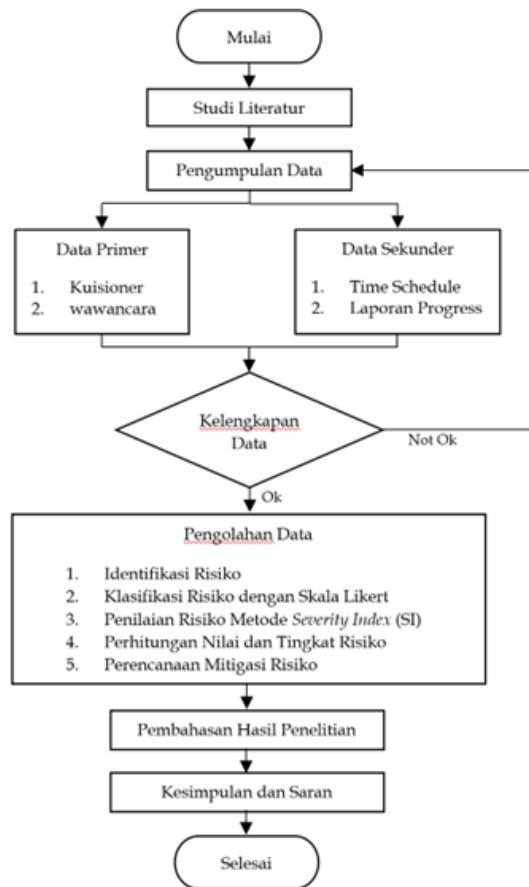 Mulai
Studi Literatur
Pengumpulan Data
Data Primer
1. Kuisioner
2. wawancara
Data Sekunder
1. Time Schedule
2. Laporan Progress
Kelengkapan
Data
Not Ok
Ok
Pengolahan Data
1. Identifikasi Risiko
2. Klasifikasi Risiko dengan Skala Likert
3. Penilaian Risiko Metode Severity Index (SI)
4. Perhitungan Nilai dan Tingkat Risiko
5. Perencanaan Mitigasi Risiko
Pembahasan Hasil Penelitian
Kesimpulan dan Saran
Selesai